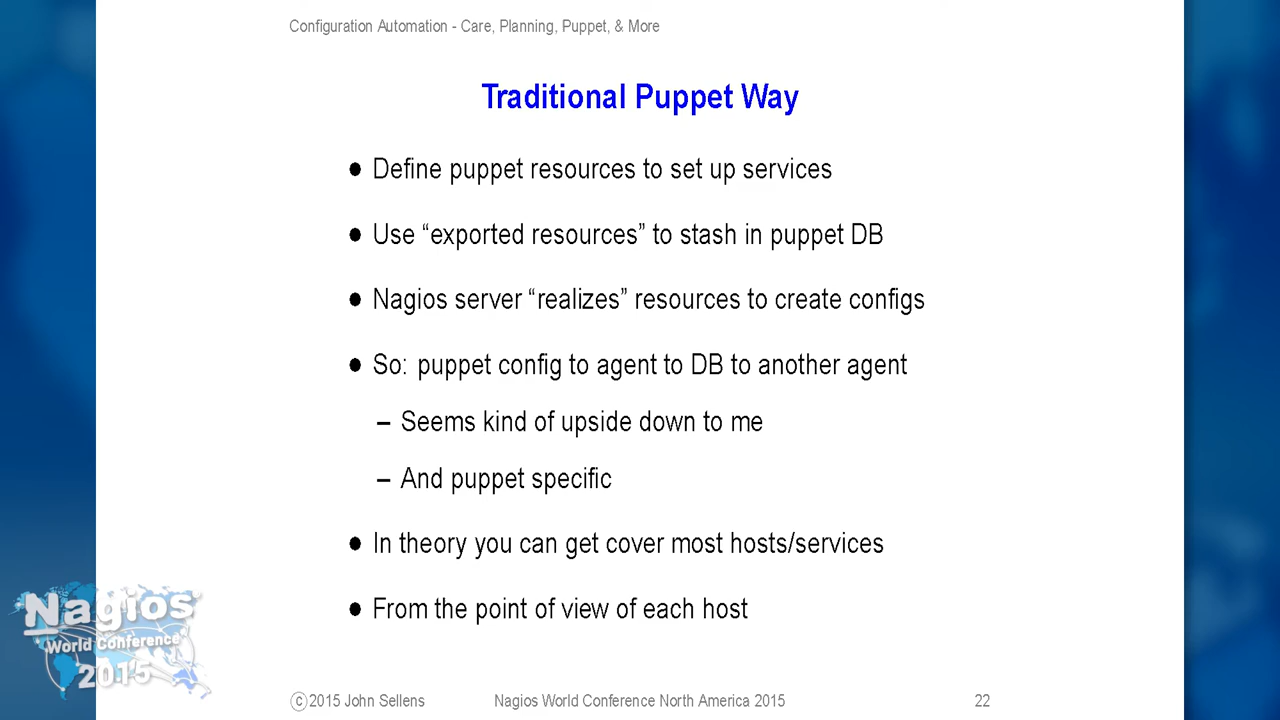 Configuration Automation - Care, Planning, Puppet, & More
Traditional Puppet Way
● Define puppet resources to set up services
● Use “exported resources” to stash in puppet DB
● Nagios server “realizes” resources to create configs
● So: puppet config to agent to DB to another agent
– Seems kind of upside down to me
– And puppet specific
● In theory you can get cover most hosts/services
● From the point of view of each host
Nagios
World Conference
2015
©2015 John Sellens
Nagios World Conference North America 2015
22